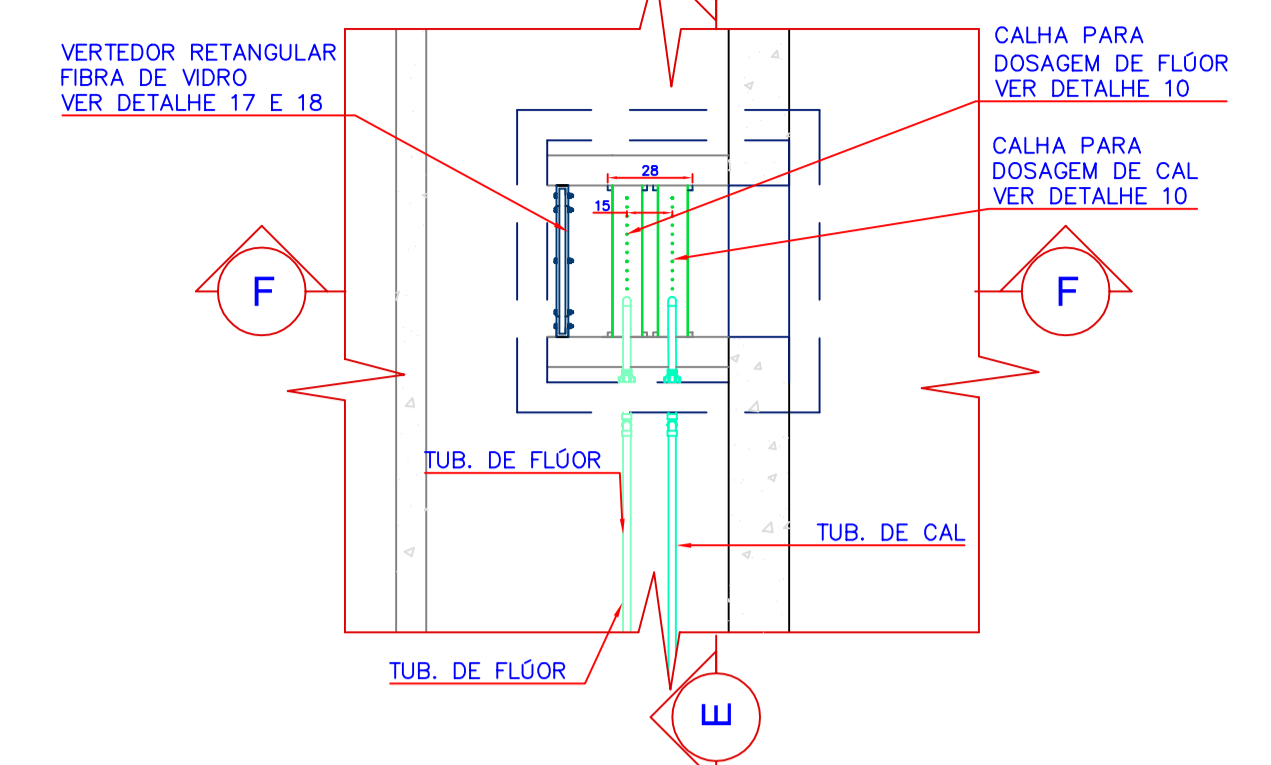 VERTEDOR RETANGULAR
FIBRA DE VIDRO
VER DETALHE 17 E 18
CALHA PARA
DOSAGEM DE FLÚOR
VER DETALHE 10
CALHA PARA
DOSAGEM DE CAL
VER DETALHE 10
28
15
F
F
TUB. DE FLÚOR
TUB. DE CAL
TUB. DE FLÚOR
E